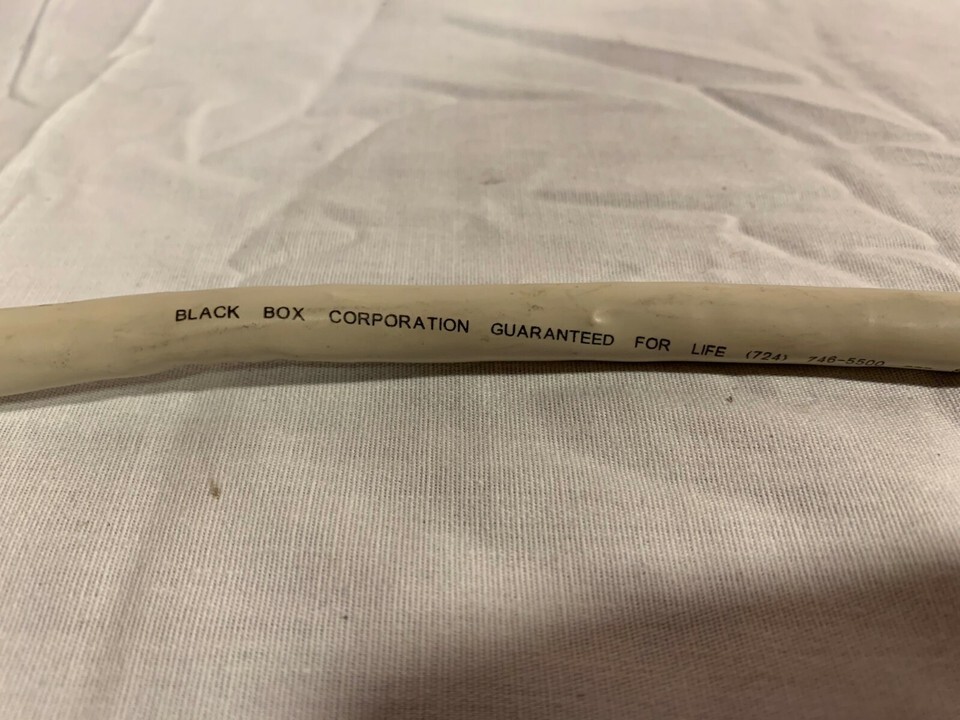 BLACK BOX CORPORATION GUARANTEED FOR LIFE (724) 746-5500